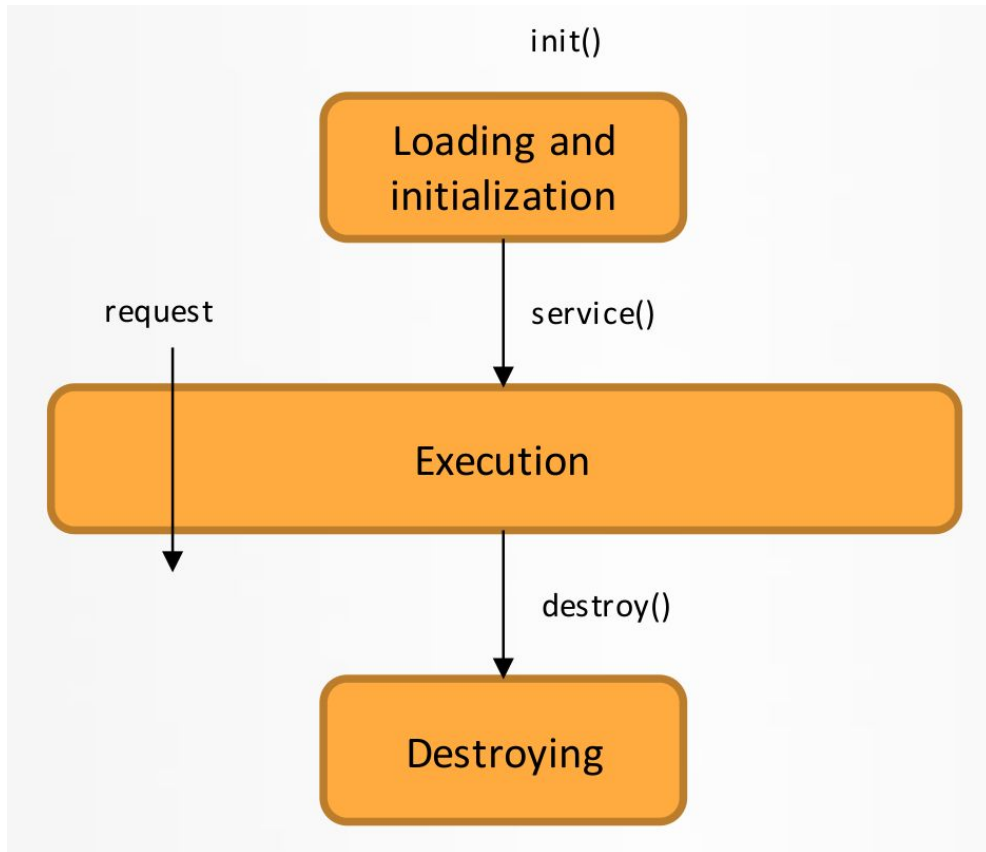 init()
Loading and
initialization
request
service()
Execution
destroy()
Destroying